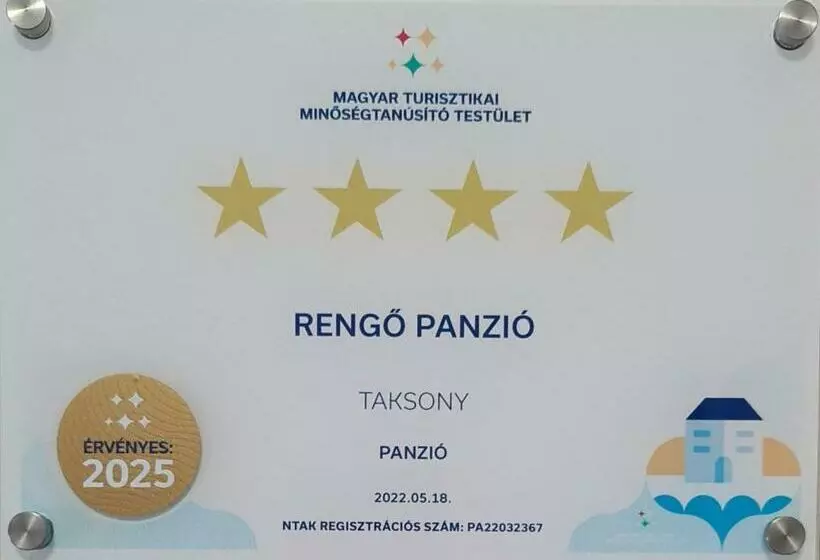 MAGYAR TURISZTIKAI
MINŐSÉGTANÚSÍTÓ TESTÜLET
RENGŐ PANZIÓ
TAKSONY
PANZIÓ
2022.05.18.
NTAK REGISZTRÁCIÓS SZÁM: PA22032367
ÉRVÉNYES:
2025